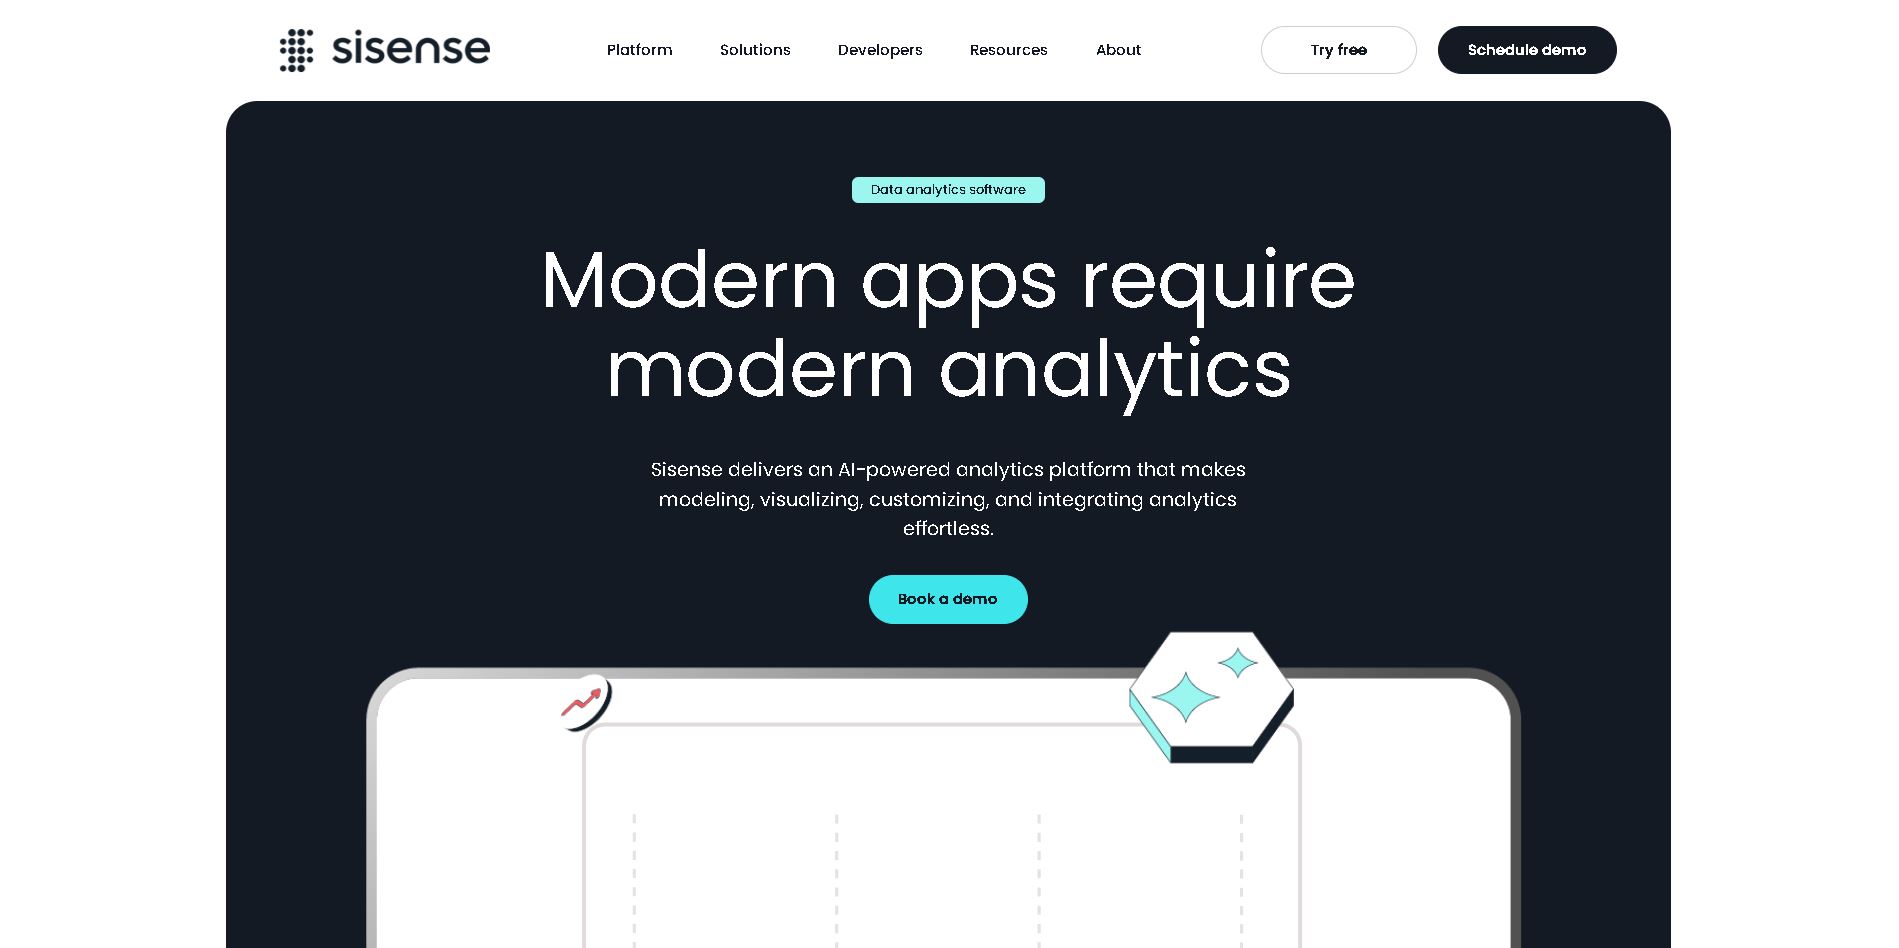 sisense
Platform
Solutions
Developers
Resources
About
Try free
Schedule demo
Data analytics software
Modern apps require
modern analytics
Sisense delivers an AI-powered analytics platform that makes
modeling, visualizing, customizing, and integrating analytics
effortless.
Book a demo